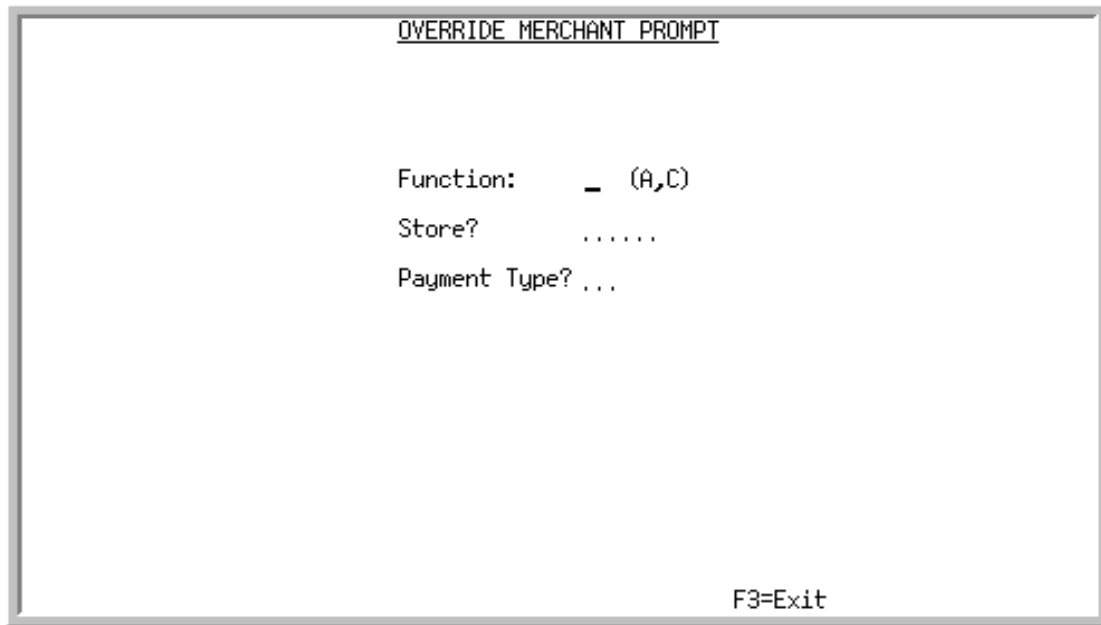 OVERRIDE MERCHANT PROMPT
Function: _ (A,C)
Store? ......
Payment Type? ...
F3=Exit